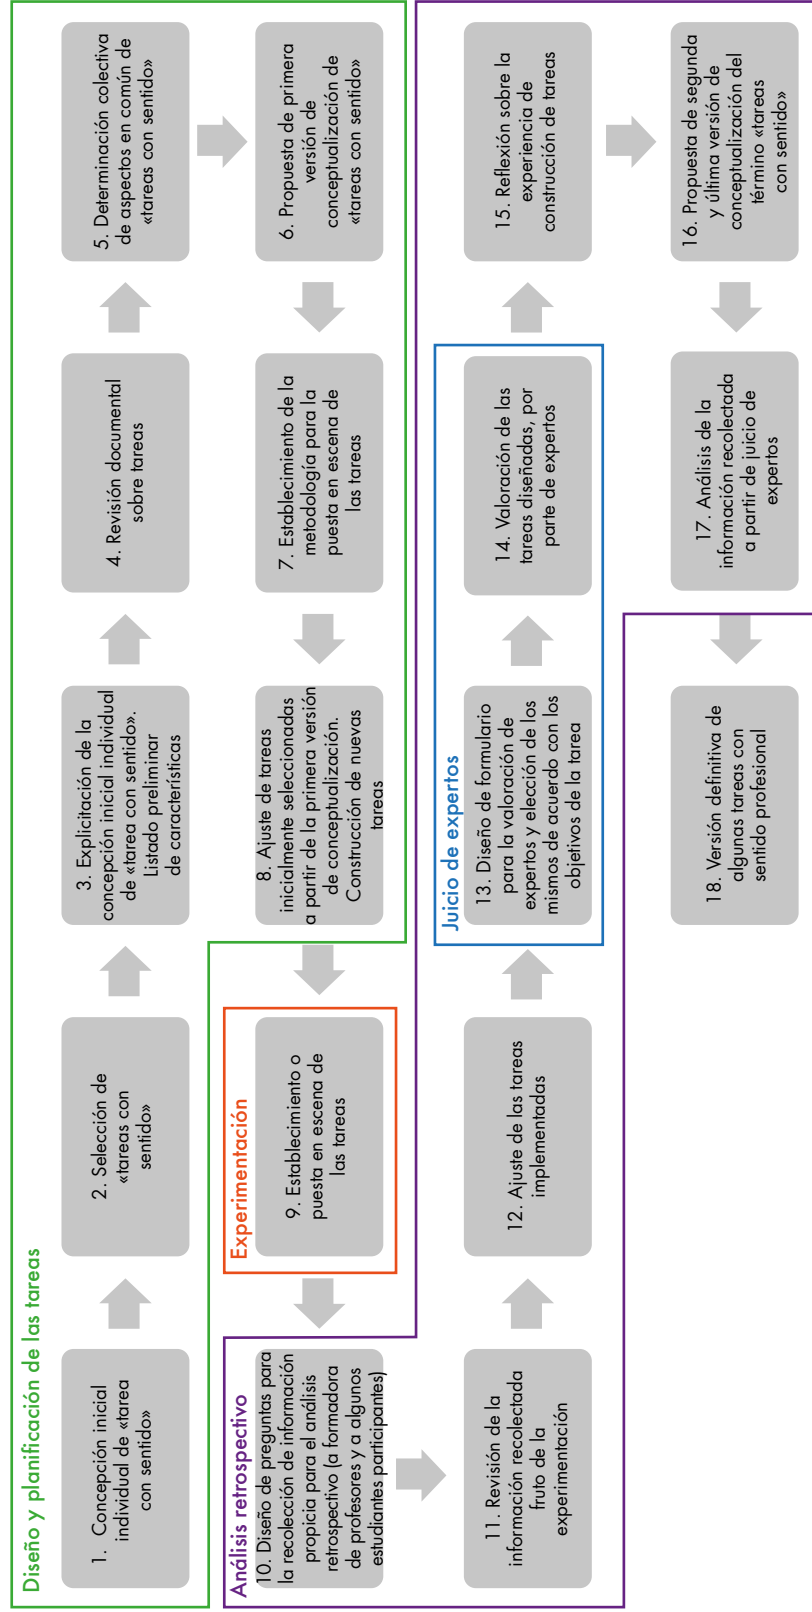 Diseño y planificación de las tareas
1. Concepción inicial
individual de «tarea
con sentido»
2. Selección de
«tareas con
sentido»
3. Explicitación de la
concepción inicial individual
de «tarea con sentido».
Listado preliminar
de características
4. Revisión documental
sobre tareas
5. Determinación colectiva
de aspectos en común de
«tareas con sentido»
6. Propuesta de primera
versión de
conceptualización de
«tareas con sentido»
7. Establecimiento de la
metodología para la
puesta en escena de
las tareas
8. Ajuste de tareas
inicialmente seleccionadas
a partir de la primera versión
de conceptudlización.
Construcción de nuevas
tareas
Experimentación
9. Establecimiento o
puesta en escena de
las tareas
Análisis retrospectivo
10. Diseño de preguntas para
la recolección de información
propicia para el análisis
retrospectivo (a formadora
de profesores y a algunos
estudiantes participantes)
11. Revisión de la
información recolectada
fruto de la
experimentación
12. Ajuste de las tareas
implementadas
Juicio de expertos
13. Diseño de formulario
para la valoración de
expertos y elección de los
mismos de acuerdo con los
objetivos de la tarea
14. Valoración de las
tareas diseñadas, por
parte de expertos
15. Reflexión sobre la
experiencia de
construcción de tareas
16. Propuesta de segunda
y última versión de
conceptualización del
término «tareas
con sentido»
17. Análisis de la
información recolectada
a partir de juicio de
expertos
18. Versión definitiva de
algunas tareas con
sentido profesional